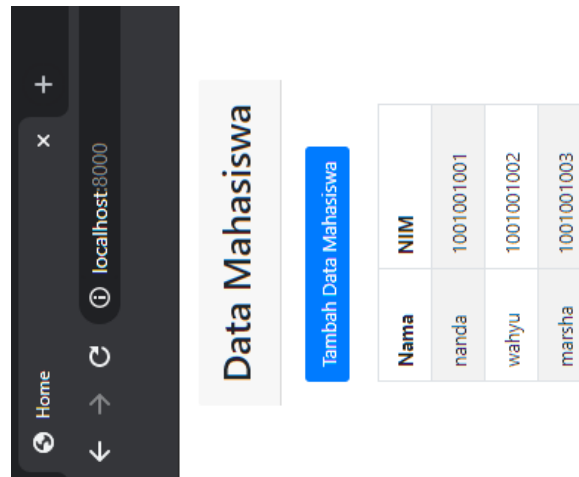 Home
localhost:8000
Data Mahasiswa
Tambah Data Mahasiswa
Nama NIM
nanda 1001001001
wahyu 1001001002
marsha 1001001003